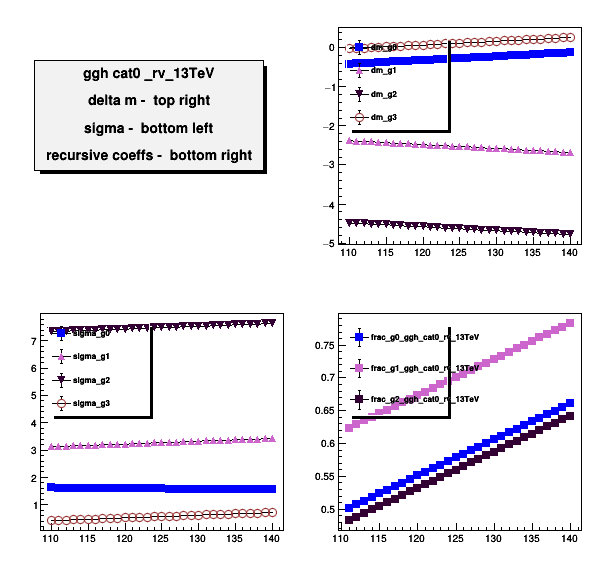 ggh cat0 _rv_13TeV
delta m - top right
sigma - bottom left
recursive coeffs - bottom right
0
−1
−2
−3
−4
−5
dm_g0
dm_g1
dm_g2
dm_g3
110 115 120 125 130 135 140
7
6
5
4
3
2
1
sigma_g0
sigma_g1
sigma_g2
sigma_g3
110 115 120 125 130 135 140
0.75
0.7
0.65
0.6
0.55
0.5
frac_g0_ggh_cat0_rv_13TeV
frac_g1_ggh_cat0_rv_13TeV
frac_g2_ggh_cat0_rv_13TeV
110 115 120 125 130 135 140